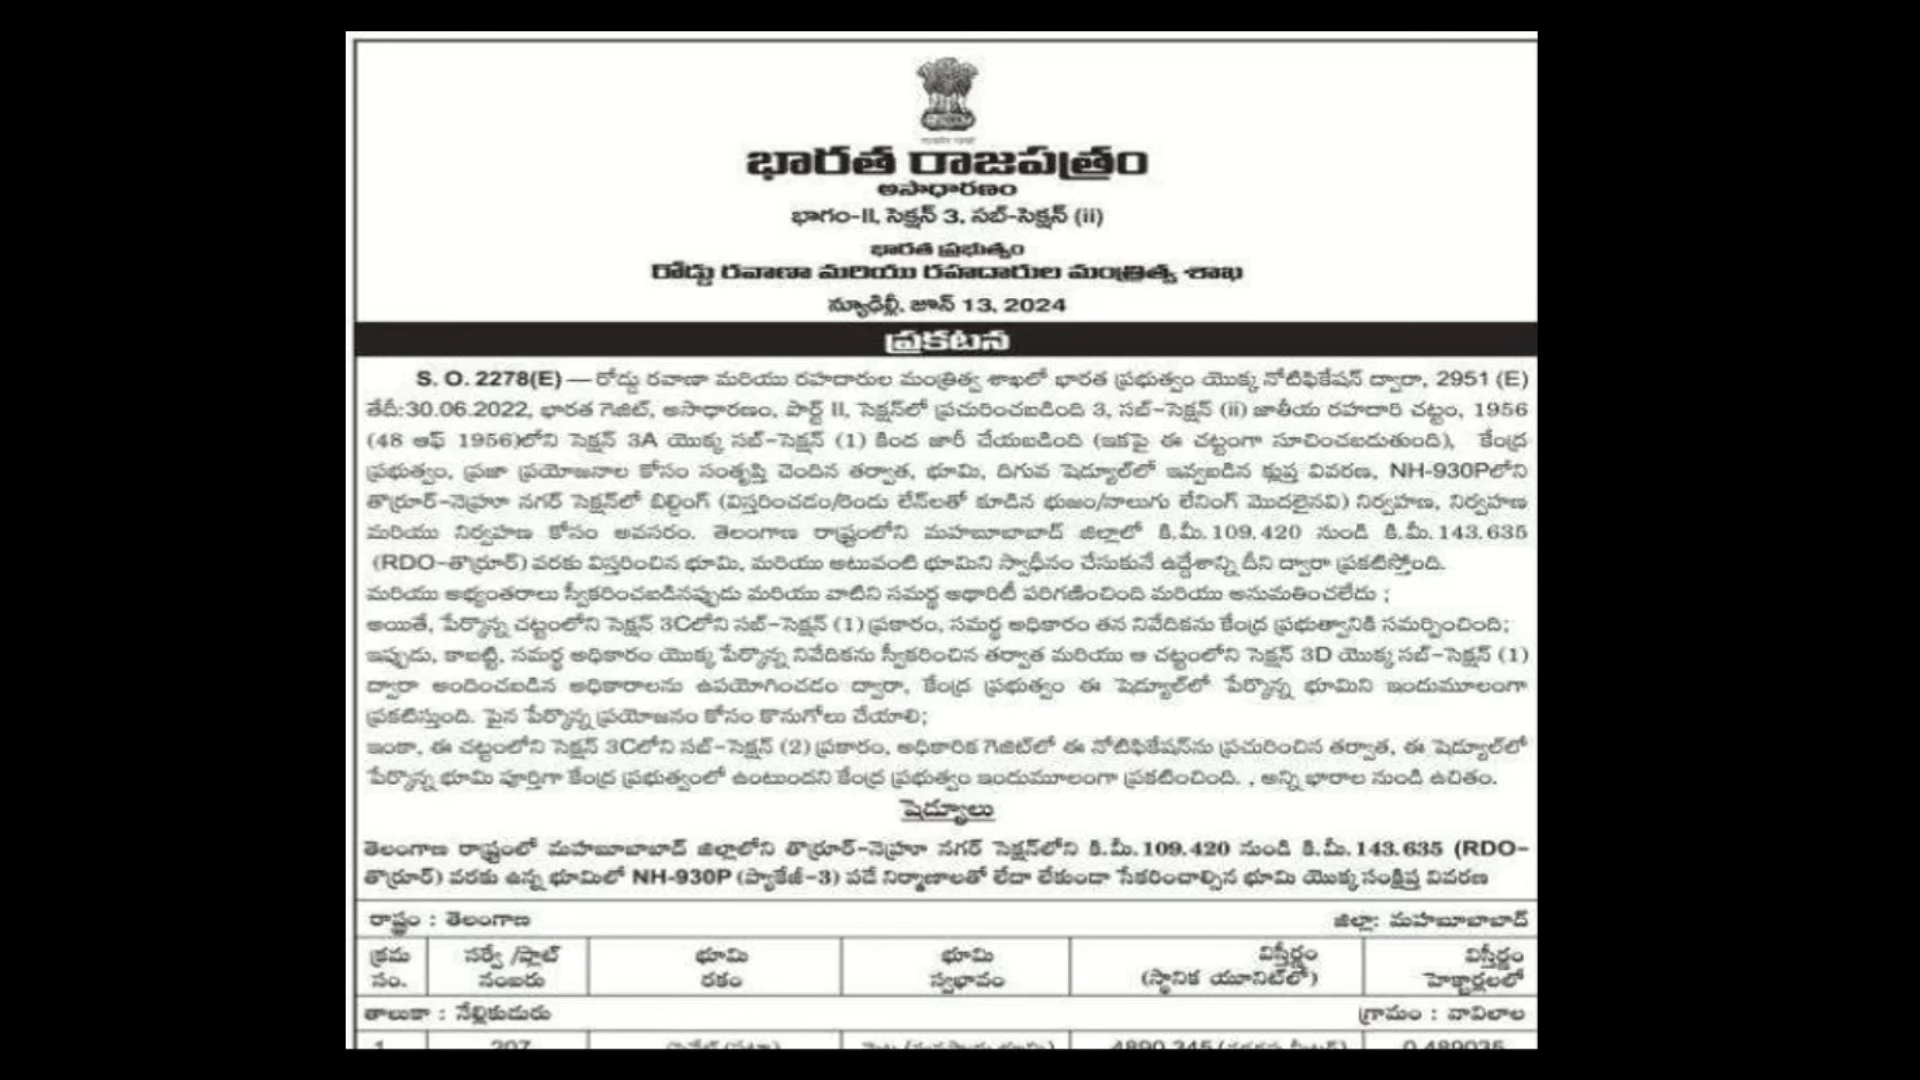 భారత రాజపత్రం
అసాధారణం
భాగం-II, సెక్షన్ 3, సబ్-సెక్షన్ (ii)
భారత ప్రభుత్వం
రోడ్డు రవాణా మరియు రహదారుల మంత్రిత్వ శాఖ
న్యూఢిల్లీ, జూన్ 13, 2024
ప్రకటన
S. O. 2278(E) — రోడ్డు రవాణా మరియు రహదారుల మంత్రిత్వ శాఖలో భారత ప్రభుత్వం యొక్క నోటిఫికేషన్ ద్వారా, 2951 (E)
తేదీ:30.06.2022, భారత గెజిట్, అసాధారణం, పార్ట్ II, సెక్షన్‌లో ప్రచురించబడింది 3, సబ్-సెక్షన్ (ii) జాతీయ రహదారి చట్టం, 1956
(48 ఆఫ్ 1956)లోని సెక్షన్ 3A యొక్క సబ్-సెక్షన్ (1) కింద జారీ చేయబడింది (ఇకపై ఈ చట్టంగా సూచించబడుతుంది), కేంద్ర
ప్రభుత్వం, ప్రజా ప్రయోజనాల కోసం సంతృప్తి చెందిన తర్వాత, భూమి, దిగువ షెడ్యూల్‌లో ఇవ్వబడిన క్లుప్త వివరణ, NH-930Pలోని
తొర్రూర్-నెహ్రూ నగర్ సెక్షన్‌లో బిల్డింగ్ (విస్తరించడం/రెండు లేన్‌లతో కూడిన భుజం/నాలుగు లేనింగ్ మొదలైనవి) నిర్వహణ, నిర్వహణ
మరియు నిర్వహణ కోసం అవసరం. తెలంగాణ రాష్ట్రంలోని మహబూబాబాద్ జిల్లాలో కి.మీ.109.420 నుండి కి.మీ.143.635
(RDO-తొర్రూర్) వరకు విస్తరించిన భూమి, మరియు అటువంటి భూమిని స్వాధీనం చేసుకునే ఉద్దేశాన్ని దీని ద్వారా ప్రకటిస్తోంది.
మరియు అభ్యంతరాలు స్వీకరించబడినప్పుడు మరియు వాటిని సమర్థ అథారిటీ పరిగణించింది మరియు అనుమతించలేదు ;
అయితే, పేర్కొన్న చట్టంలోని సెక్షన్ 3Cలోని సబ్-సెక్షన్ (1) ప్రకారం, సమర్థ అధికారం తన నివేదికను కేంద్ర ప్రభుత్వానికి సమర్పించింది;
ఇప్పుడు, కాబట్టి, సమర్థ అధికారం యొక్క పేర్కొన్న నివేదికను స్వీకరించిన తర్వాత మరియు ఆ చట్టంలోని సెక్షన్ 3D యొక్క సబ్-సెక్షన్ (1)
ద్వారా అందించబడిన అధికారాలను ఉపయోగించడం ద్వారా, కేంద్ర ప్రభుత్వం ఈ షెడ్యూల్‌లో పేర్కొన్న భూమిని ఇందుమూలంగా
ప్రకటిస్తుంది. పైన పేర్కొన్న ప్రయోజనం కోసం కొనుగోలు చేయాలి;
ఇంకా, ఈ చట్టంలోని సెక్షన్ 3Cలోని సబ్-సెక్షన్ (2) ప్రకారం, అధికారిక గెజిట్‌లో ఈ నోటిఫికేషన్‌ను ప్రచురించిన తర్వాత, ఈ షెడ్యూల్‌లో
పేర్కొన్న భూమి పూర్తిగా కేంద్ర ప్రభుత్వంలో ఉంటుందని కేంద్ర ప్రభుత్వం ఇందుమూలంగా ప్రకటించింది. , అన్ని భారాల నుండి ఉచితం.
షెడ్యూలు
తెలంగాణ రాష్ట్రంలో మహబూబాబాద్ జిల్లాలోని తొర్రూర్-నెహ్రూ నగర్ సెక్షన్‌లోని కి.మీ.109.420 నుండి కి.మీ.143.635 (RDO-
తొర్రూర్) వరకు ఉన్న భూమిలో NH-930P (ప్యాకేజీ-3) పడే నిర్మాణాలతో లేదా లేకుండా సేకరించాల్సిన భూమి యొక్క సంక్షిప్త వివరణ
రాష్ట్రం : తెలంగాణ జిల్లా: మహబూబాబాద్
క్రమ సర్వే /ప్లాట్ భూమి భూమి విస్తీర్ణం విస్తీర్ణం
సం. నంబరు రకం స్వభావం (స్థానిక యూనిట్‌లో) హెక్టార్లలలో
తాలుకా : నేల్లికుదురు గ్రామం : వావిలాల
1 207 4890.345 0.489035